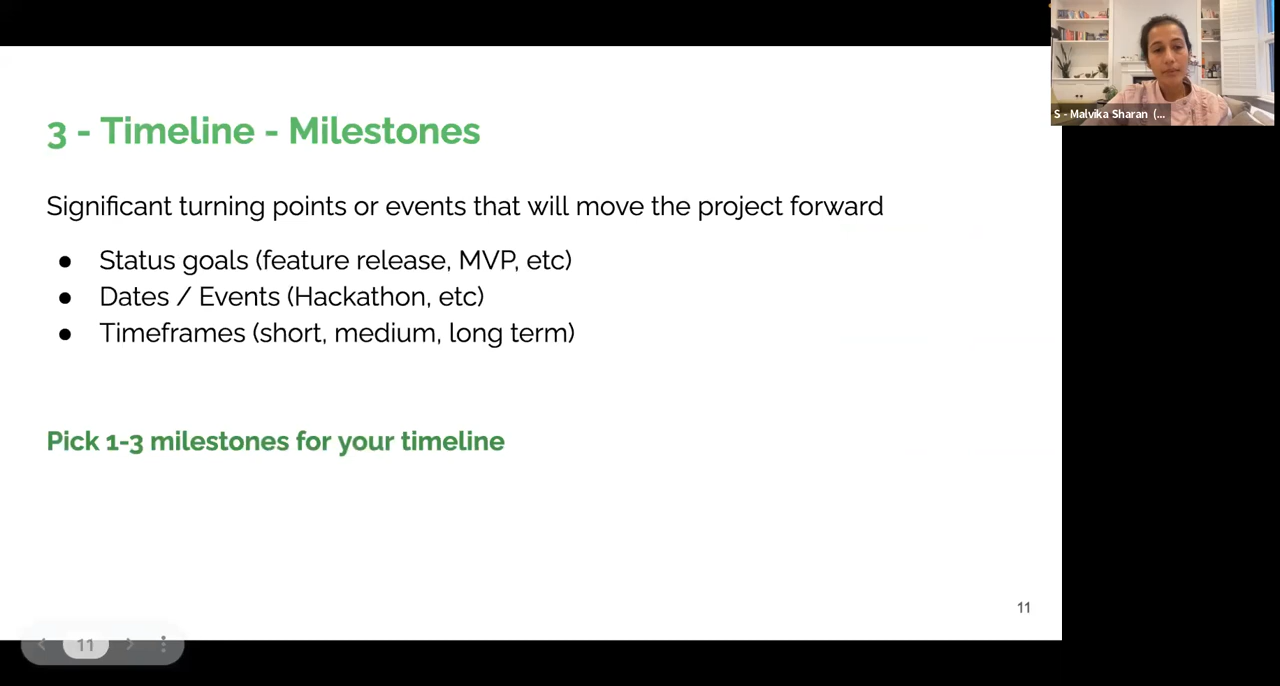 3 - Timeline - Milestones
Significant turning points or events that will move the project forward
● Status goals (feature release, MVP, etc)
● Dates / Events (Hackathon, etc)
● Timeframes (short, medium, long term)
Pick 1-3 milestones for your timeline
11
11
S - Malvika Sharan (...